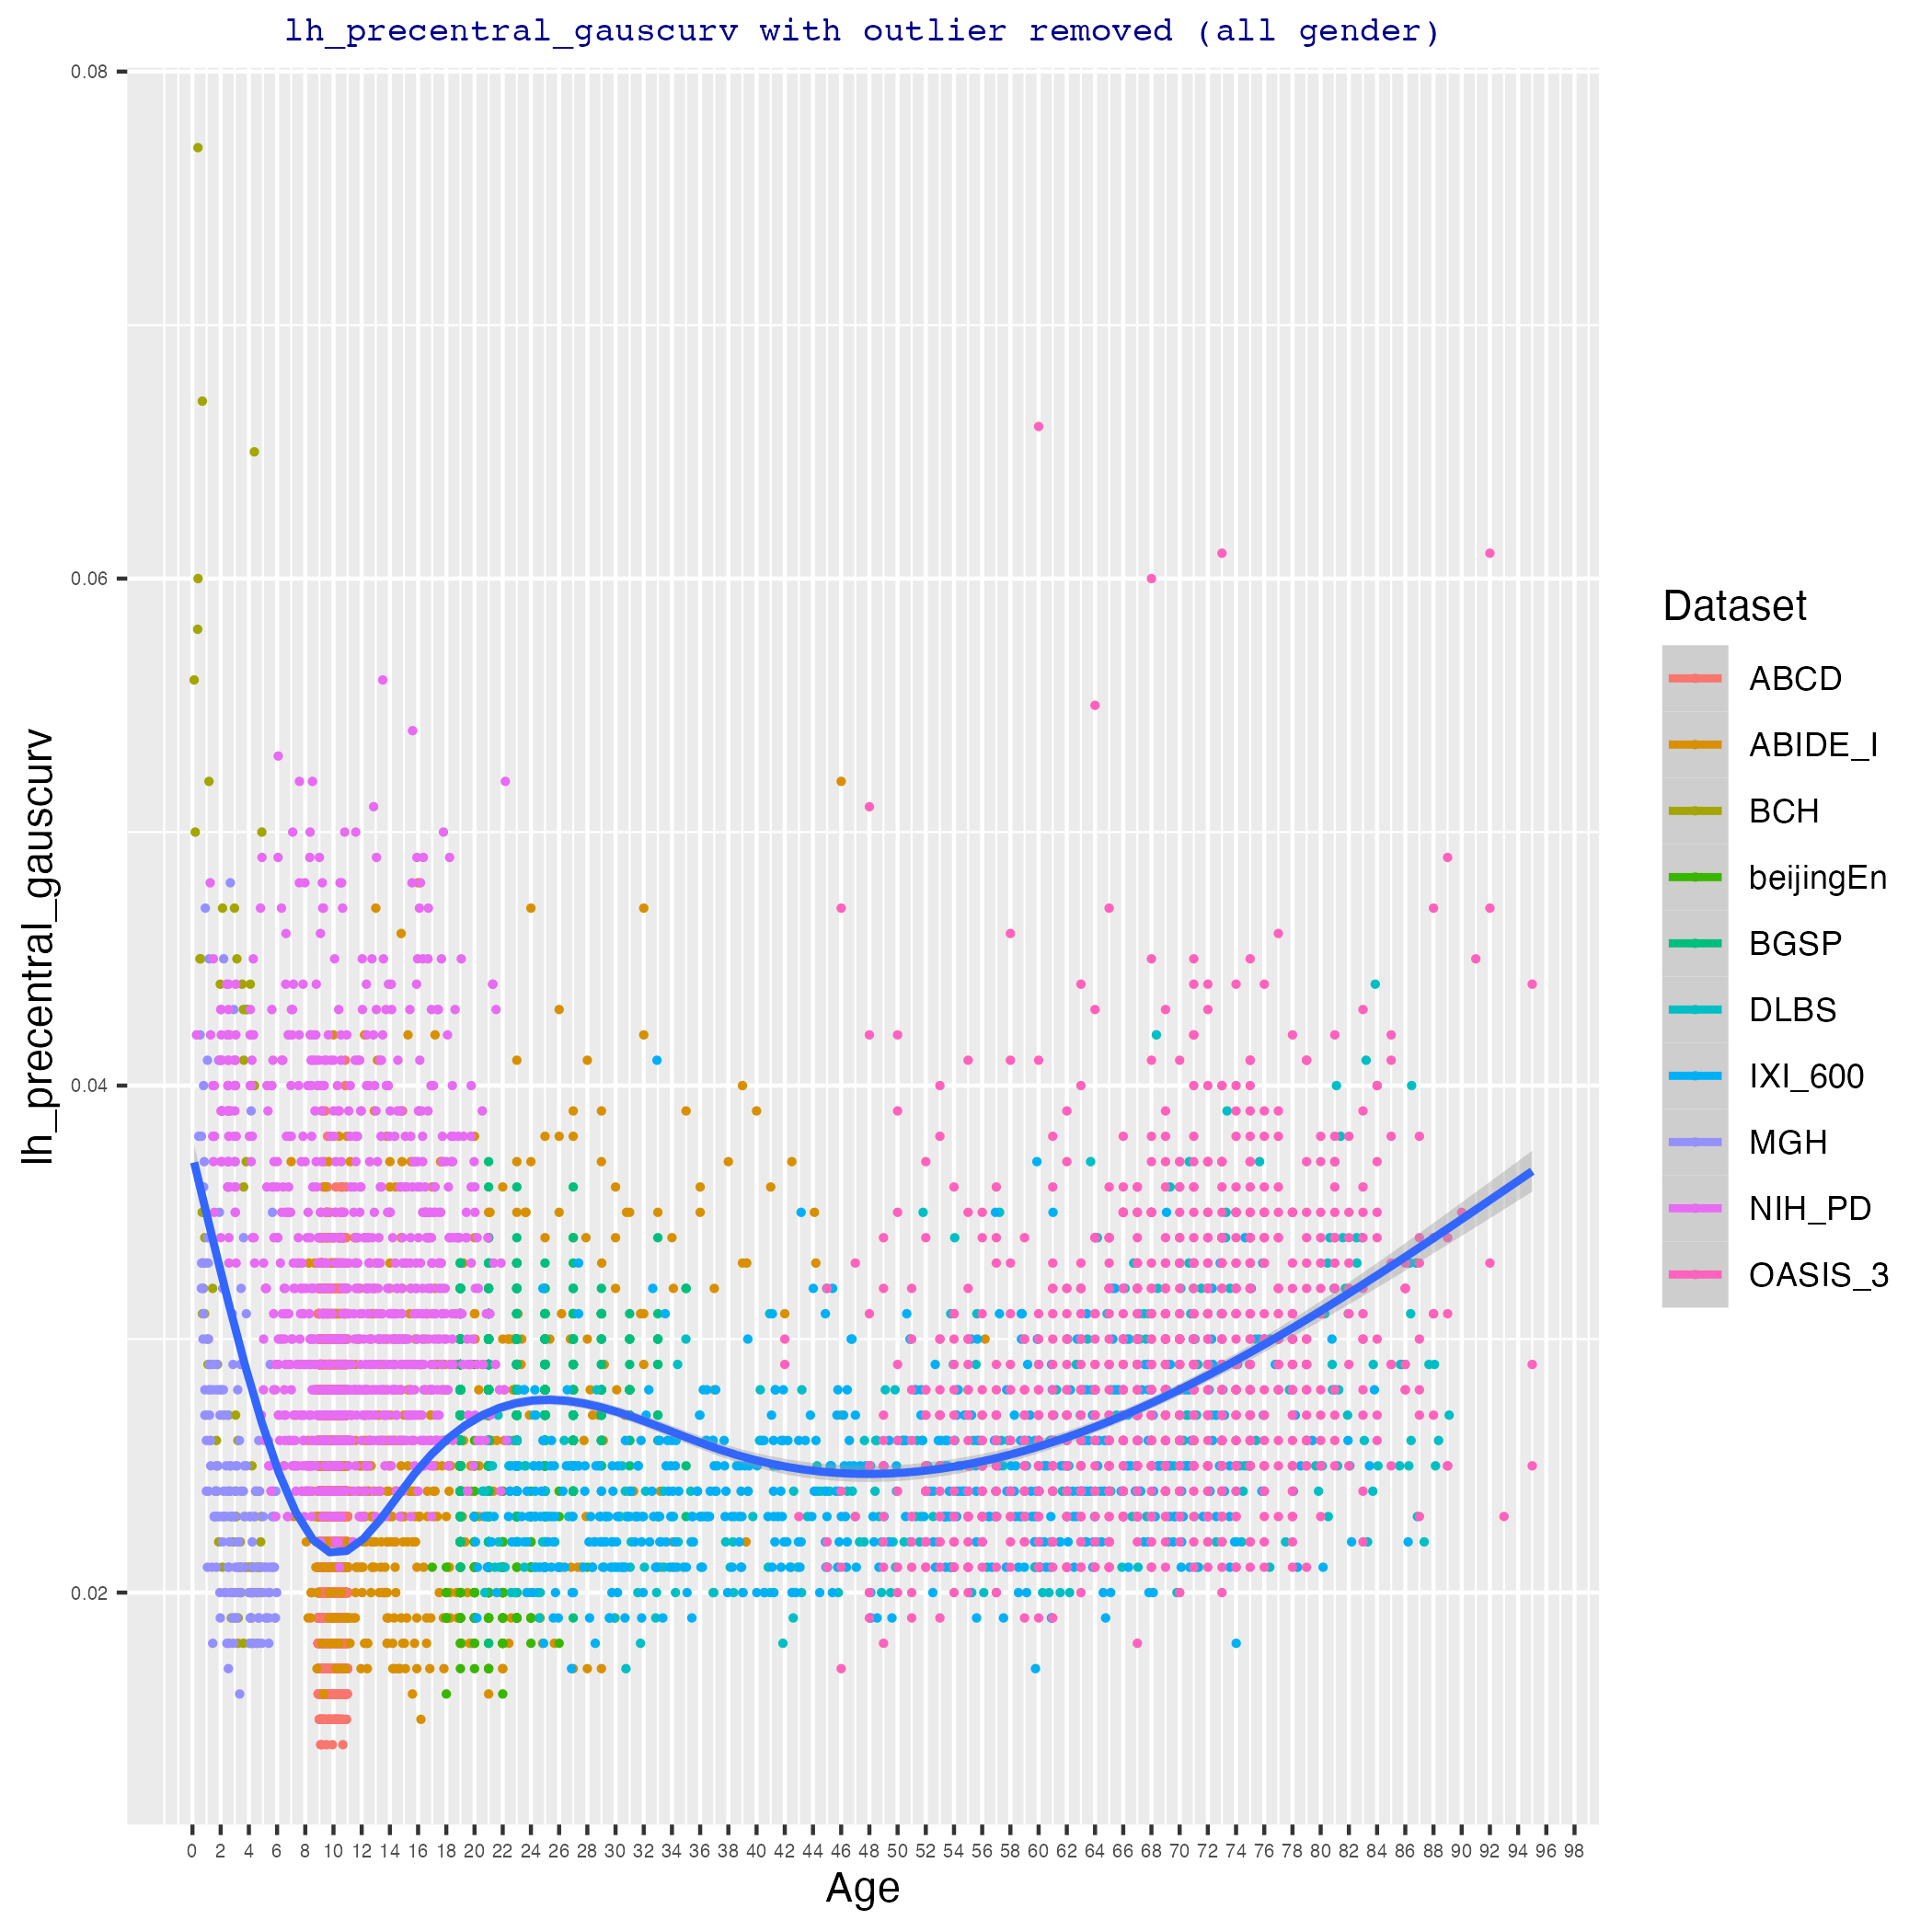 lh_precentral_gauscurv with outlier removed (all gender)
0.08
0.06
0.04
0.02
lh_precentral_gauscurv
0 2 4 6 8 10 12 14 16 18 20 22 24 26 28 30 32 34 36 38 40 42 44 46 48 50 52 54 56 58 60 62 64 66 68 70 72 74 76 78 80 82 84 86 88 90 92 94 96 98
Age
Dataset
ABCD
ABIDE_I
BCH
beijingEn
BGSP
DLBS
IXI_600
MGH
NIH_PD
OASIS_3